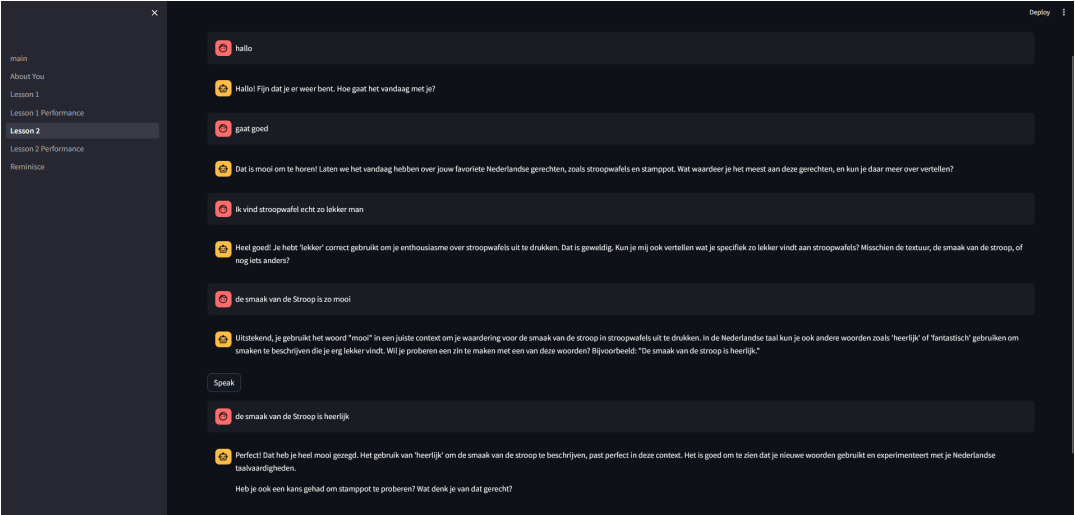 Deploy
main
About You
Lesson 1
Lesson 1 Performance
Lesson 2
Lesson 2 Performance
Reminisce
hallo
Hallo! Fijn dat je er weer bent. Hoe gaat het vandaag met je?
gaat goed
Dat is mooi om te horen! Laten we het vandaag hebben over jouw favoriete Nederlandse gerechten, zoals stroopwafels en stamppot. Wat waardeer je het meest aan deze gerechten, en kun je daar meer over vertellen?
Ik vind stroopwafel echt zo lekker man
Heel goed! Je hebt 'lekker' correct gebruikt om je enthousiasme over stroopwafels uit te drukken. Dat is geweldig. Kun je mij ook vertellen wat je specifiek zo lekker vindt aan stroopwafels? Misschien de textuur, de smaak van de stroop, of
nog iets anders?
de smaak van de Stroop is zo mooi
Uitstekend, je gebruikt het woord "mooi" in een juiste context om je waardering voor de smaak van de stroop in stroopwafels uit te drukken. In de Nederlandse taal kun je ook andere woorden zoals 'heerlijk' of 'fantastisch' gebruiken om
smaken te beschrijven die je erg lekker vindt. Wil je proberen een zin te maken met een van deze woorden? Bijvoorbeeld: "De smaak van de stroop is heerlijk."
Speak
de smaak van de Stroop is heerlijk
Perfect! Dat heb je heel mooi gezegd. Het gebruik van 'heerlijk' om de smaak van de stroop te beschrijven, past perfect in deze context. Het is goed om te zien dat je nieuwe woorden gebruikt en experimenteert met je Nederlandse
taalvaardigheden.
Heb je ook een kans gehad om stamppot te proberen? Wat denk je van dat gerecht?